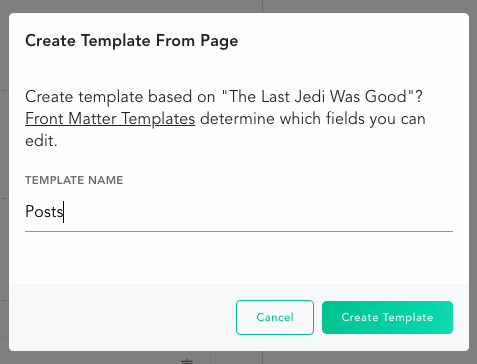 Create Template From Page
Create template based on "The Last Jedi Was Good"?
Front Matter Templates determine which fields you can
edit.
TEMPLATE NAME
Posts
Cancel
Create Template